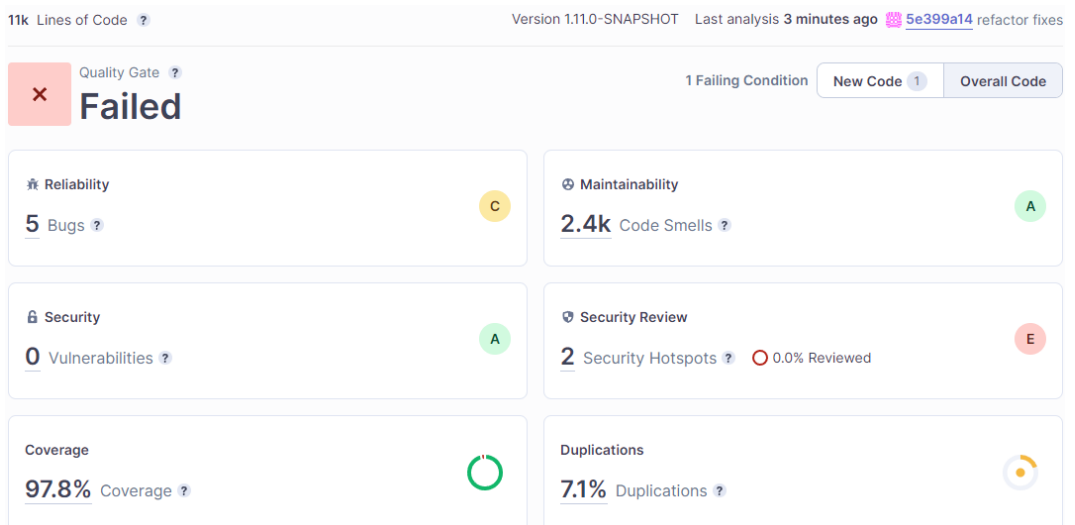 11k Lines of Code ?
Version 1.11.0-SNAPSHOT Last analysis 3 minutes ago 5e399a14 refactor fixes
Quality Gate ?
Failed
1 Failing Condition
New Code 1
Overall Code
Reliability
5 Bugs ?
C
Maintainability
2.4k Code Smells ?
A
Security
0 Vulnerabilities ?
A
Security Review
2 Security Hotspots ? 0.0% Reviewed
E
Coverage
97.8% Coverage ?
Duplications
7.1% Duplications ?